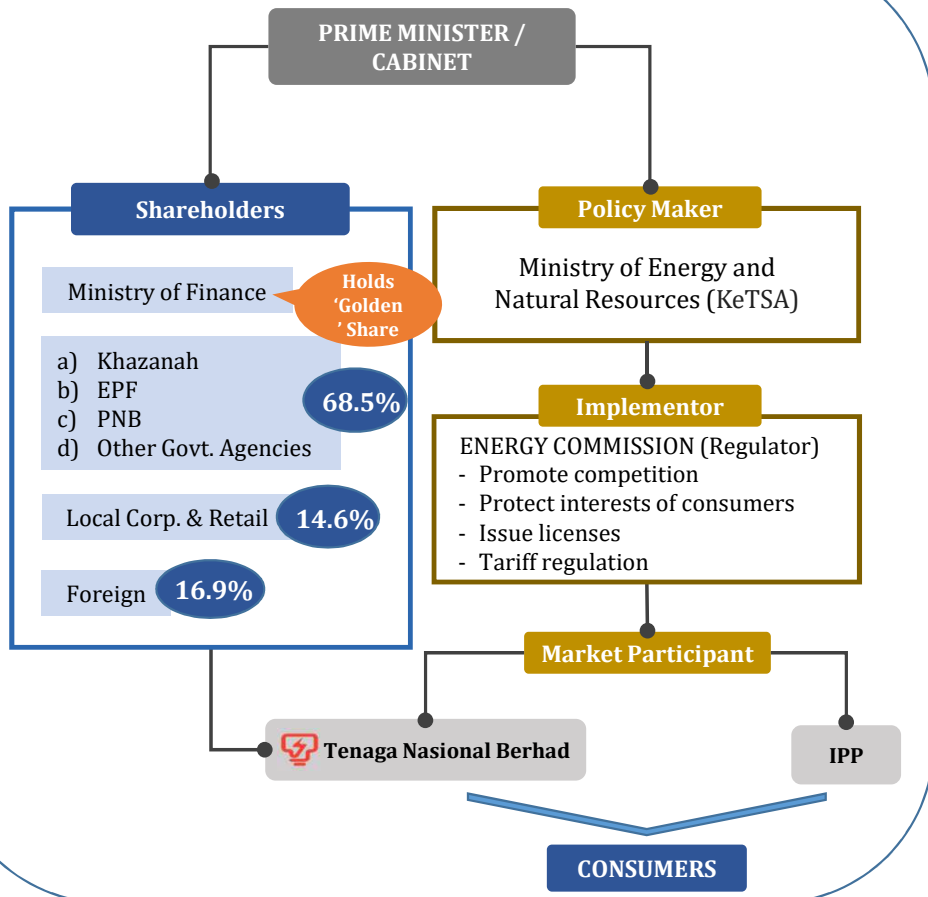 PRIME MINISTER /
CABINET
Shareholders
Ministry of Finance
Holds
‘Golden
’ Share
a) Khazanah
b) EPF
c) PNB
d) Other Govt. Agencies
68.5%
Local Corp. & Retail
14.6%
Foreign
16.9%
Policy Maker
Ministry of Energy and
Natural Resources (KeTSA)
Implementor
ENERGY COMMISSION (Regulator)
- Promote competition
- Protect interests of consumers
- Issue licenses
- Tariff regulation
Market Participant
Tenaga Nasional Berhad
IPP
CONSUMERS